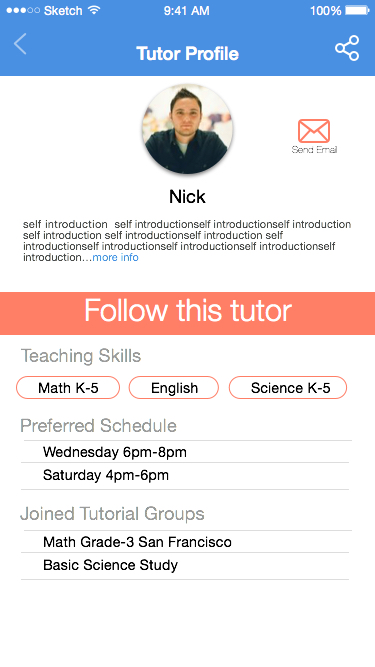 Sketch 9:41 AM 100%
Tutor Profile
Send Email
Nick
self introduction self introductionself introductionself introduction
self introduction self introductionself introduction self
introductionself introductionself introductionself introductionself
introduction...more info
Follow this tutor
Teaching Skills
Math K-5 English Science K-5
Preferred Schedule
Wednesday 6pm-8pm
Saturday 4pm-6pm
Joined Tutorial Groups
Math Grade-3 San Francisco
Basic Science Study